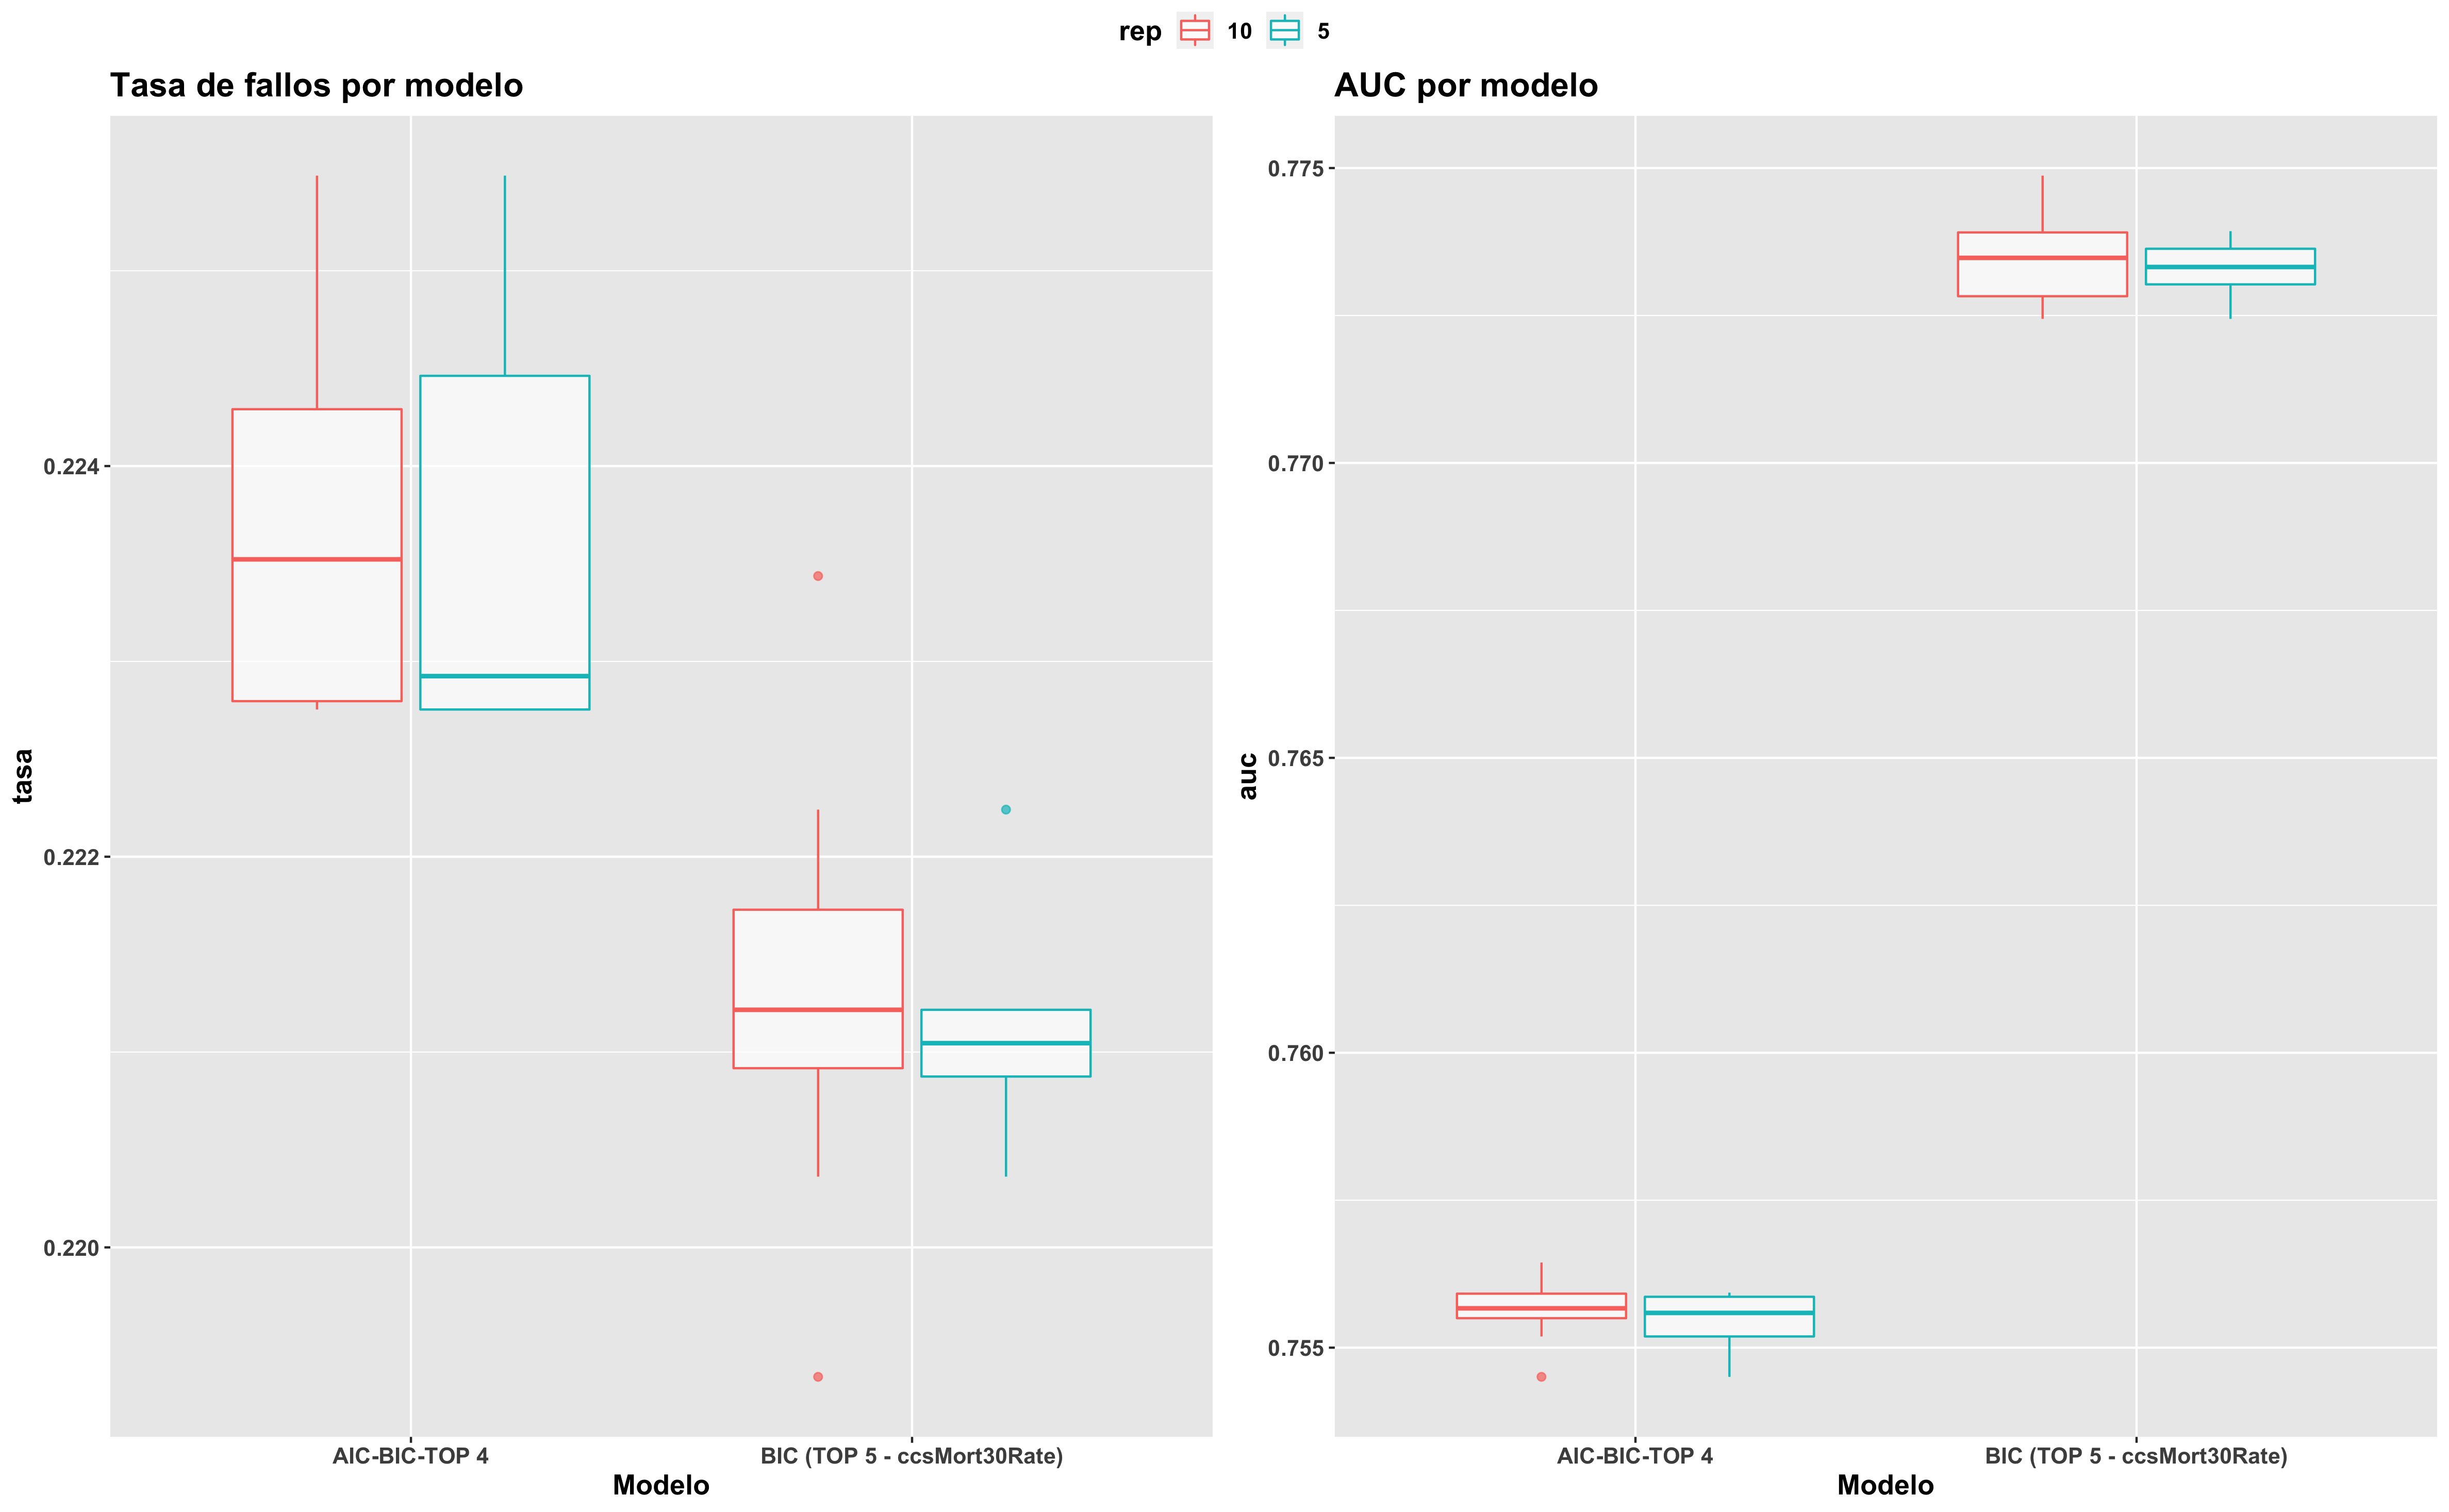 rep 10 5
Tasa de fallos por modelo
0.224
0.222
0.220
tasa
AIC-BIC-TOP 4
BIC (TOP 5 - ccsMort30Rate)
Modelo
AUC por modelo
0.775
0.770
0.765
0.760
0.755
auc
AIC-BIC-TOP 4
BIC (TOP 5 - ccsMort30Rate)
Modelo